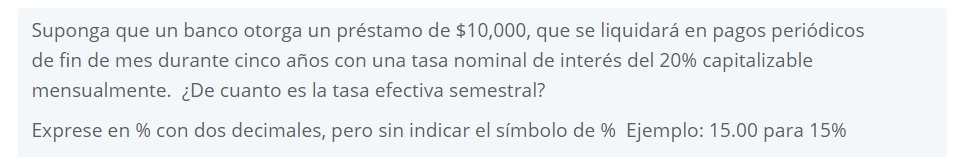 Suponga que un banco otorga un préstamo de $10,000, que se liquidará en pagos periódicos
de fin de mes durante cinco años con una tasa nominal de interés del 20% capitalizable
mensualmente.  ¿De cuanto es la tasa efectiva semestral?
Exprese en % con dos decimales, pero sin indicar el símbolo de %  Ejemplo: 15.00 para 15%